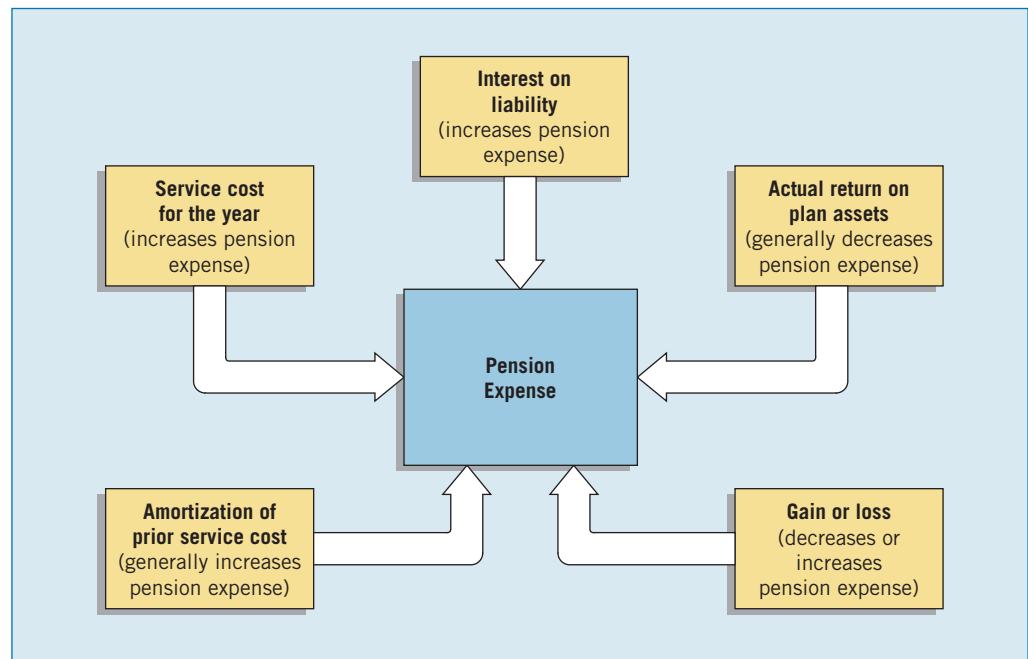 Interest on
liability
(increases pension
expense)
Service cost
for the year
(increases pension
expense)
Actual return on
plan assets
(generally decreases
pension expense)
Pension
Expense
Amortization of
prior service cost
(generally increases
pension expense)
Gain or loss
(decreases or
increases
pension expense)